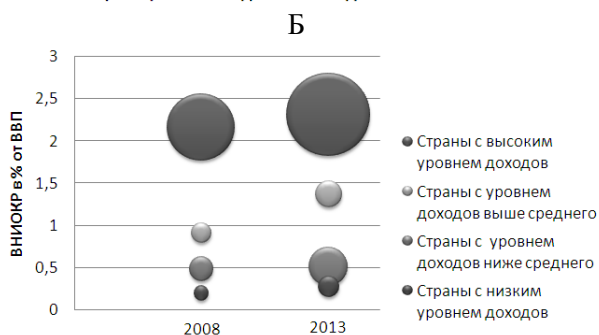 Б
3
2,5
2
1,5
1
0,5
0
ВНИОКР в % от ВВП
2008
2013
Страны с высоким
уровнем доходов
Страны с уровнем
доходов выше среднего
Страны с уровнем
доходов ниже среднего
Страны с низким
уровнем доходов